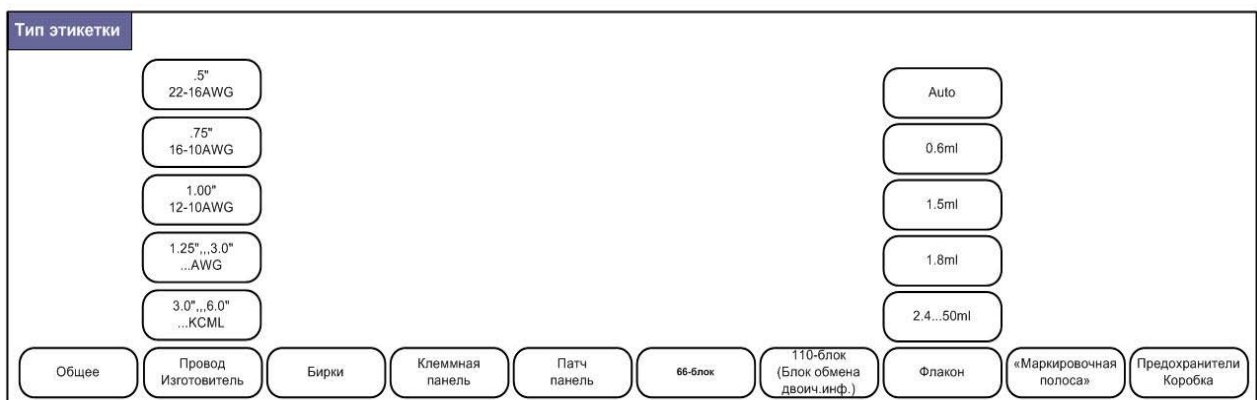 Тип этикетки
.5"
22-16AWG
.75"
16-10AWG
1.00"
12-10AWG
1.25",,,3.0"
...AWG
3.0",,,6.0"
...KCML
Auto
0.6ml
1.5ml
1.8ml
2.4...50ml
Общее
Провод
Изготовитель
Бирки
Клеммная
панель
Патч
панель
66-блок
110-блок
(Блок обмена
двоич.инф.)
Флакон
«Маркировочная
полоса»
Предохранители
Коробка